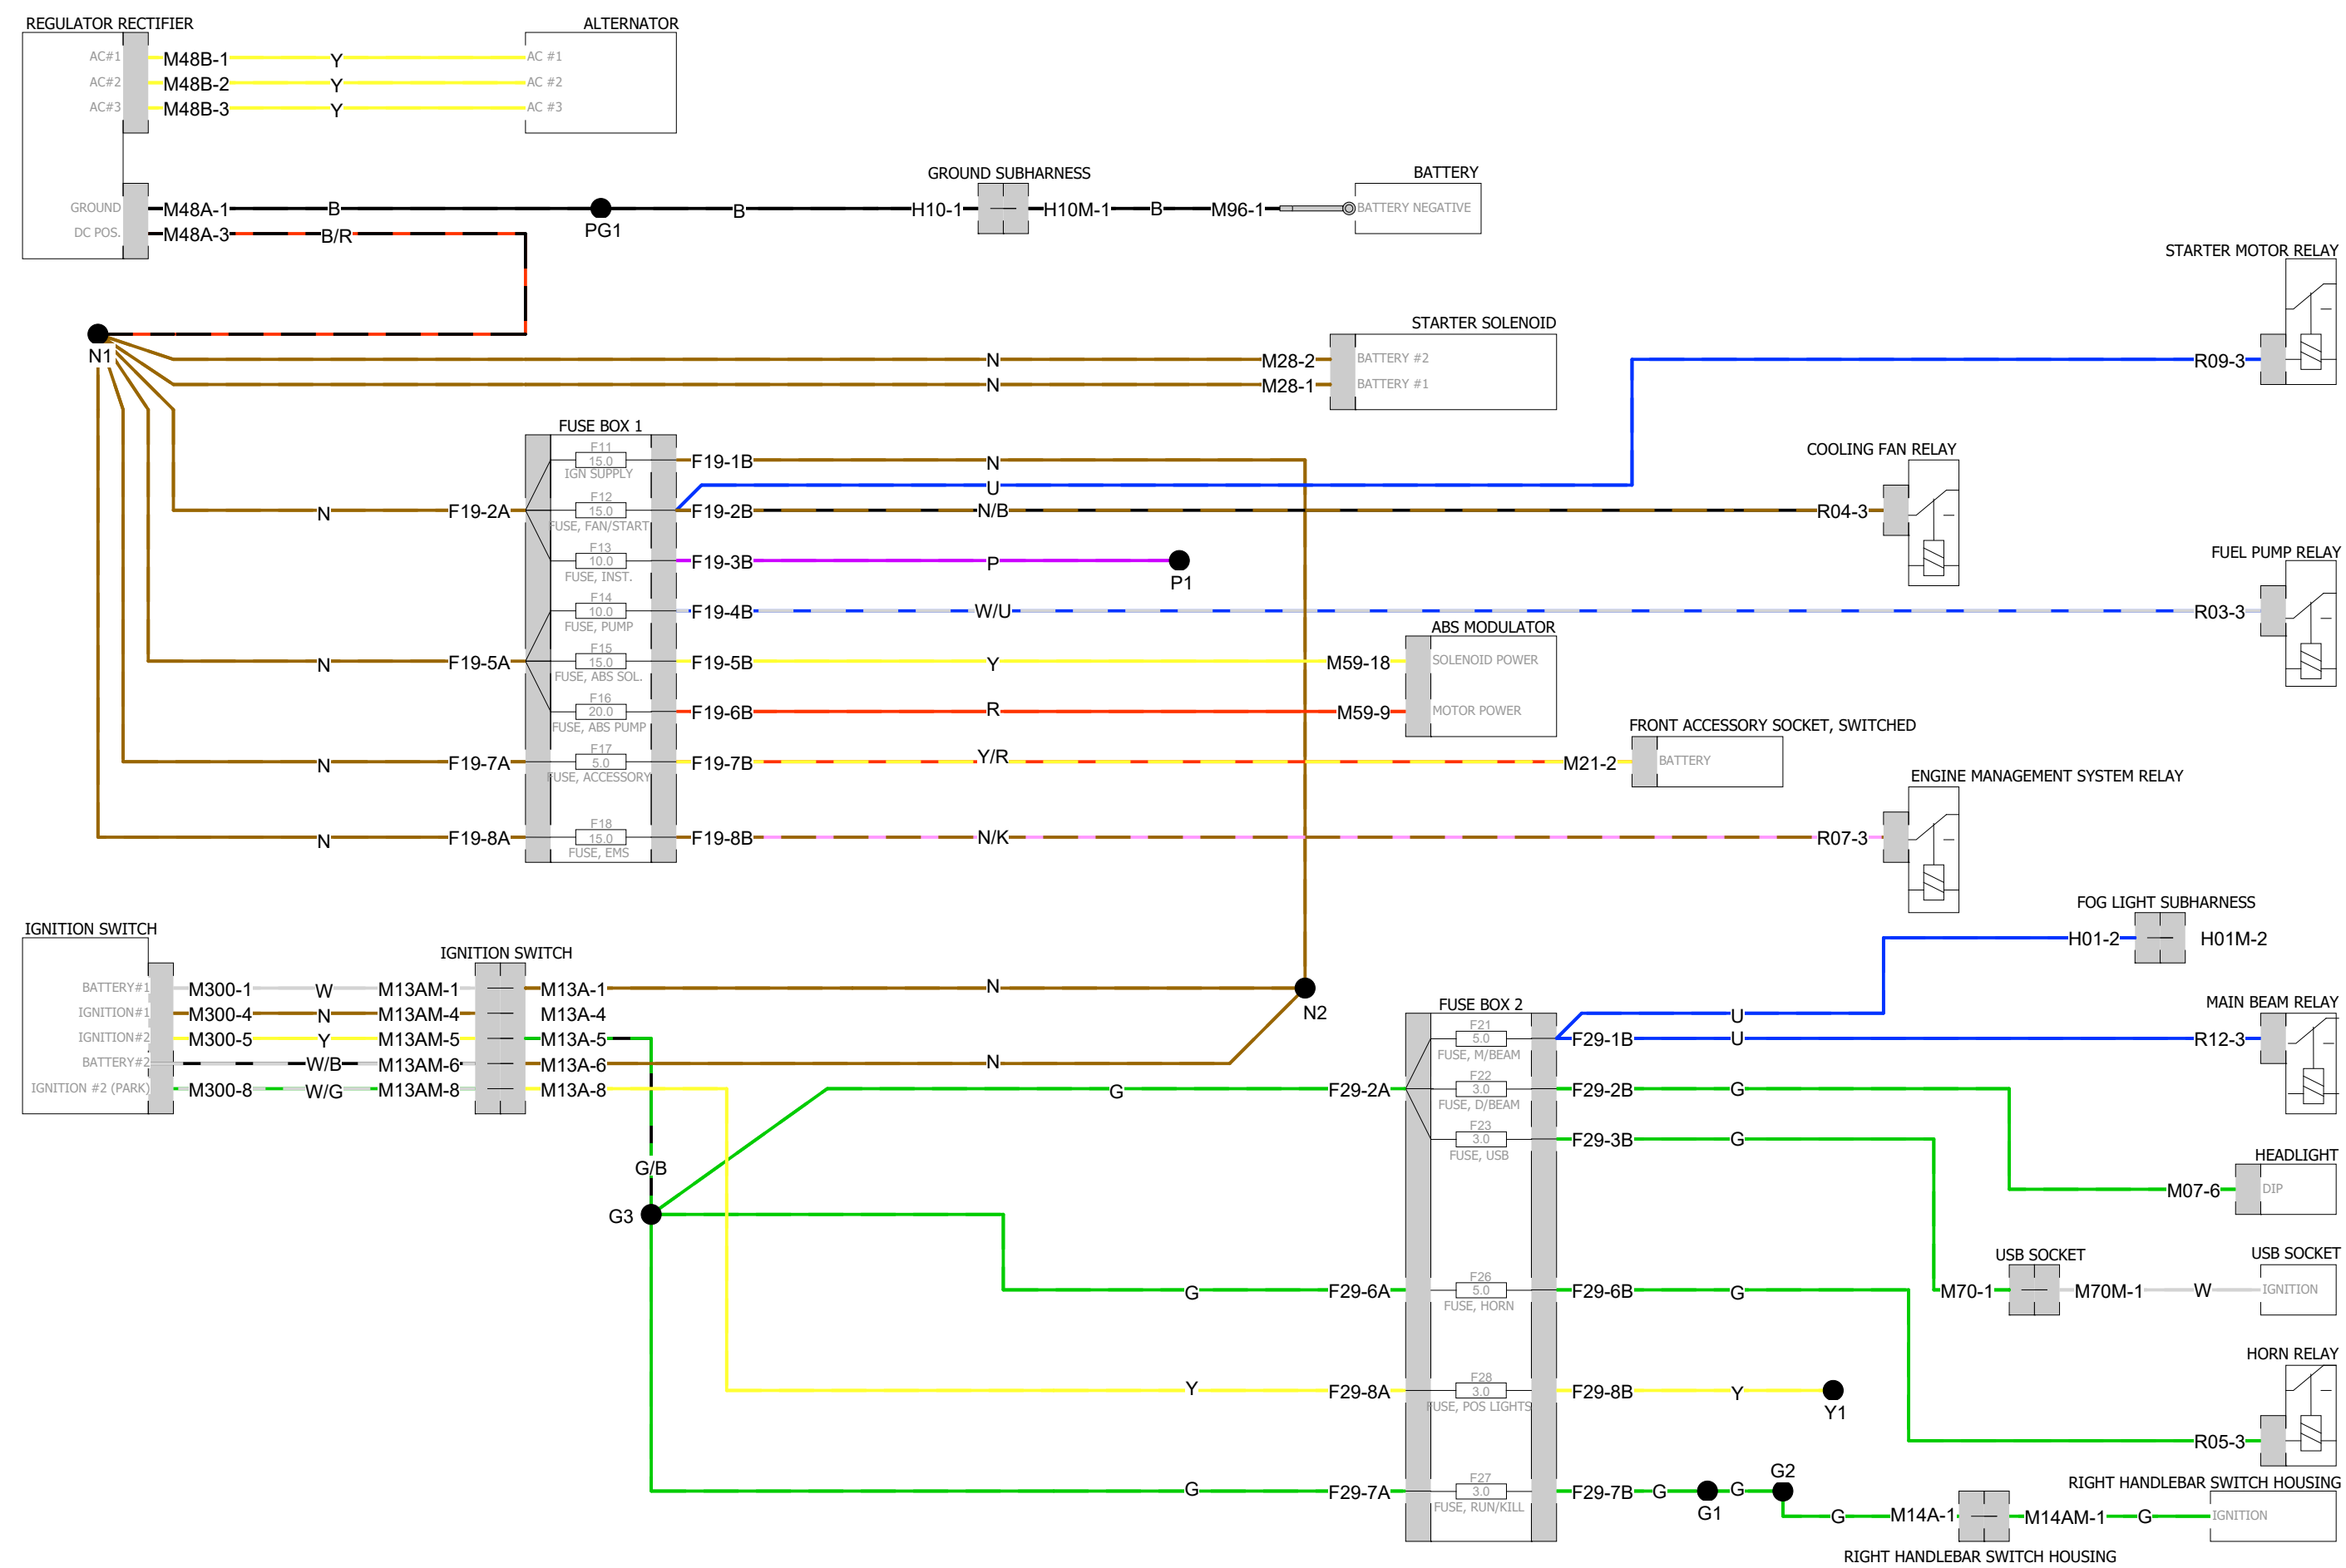 REGULATOR RECTIFIER
ALTERNATOR
AC#1 M48B-1 Y AC #1
AC#2 M48B-2 Y AC #2
AC#3 M48B-3 Y AC #3
GROUND SUBHARNESS
BATTERY
GROUND M48A-1 B PG1 B H10-1 H10M-1 B M96-1 BATTERY NEGATIVE
DC POS. M48A-3 B/R
STARTER MOTOR RELAY
R09-3
N1
STARTER SOLENOID
N M28-2 BATTERY #2
N M28-1 BATTERY #1
FUSE BOX 1
COOLING FAN RELAY
F11
15.0
IGN SUPPLY
F19-1B N
U
F12
N F19-2A 15.0 F19-2B N/B R04-3
FUSE, FAN/START
F13
10.0 F19-3B P P1
FUSE, INST.
FUEL PUMP RELAY
F14
10.0 F19-4B W/U R03-3
FUSE, PUMP
ABS MODULATOR
F15
N F19-5A 15.0 F19-5B Y M59-18 SOLENOID POWER
FUSE, ABS SOL.
F16
20.0 F19-6B R M59-9 MOTOR POWER
FUSE, ABS PUMP
FRONT ACCESSORY SOCKET, SWITCHED
F17
N F19-7A 5.0 F19-7B Y/R M21-2 BATTERY
FUSE, ACCESSORY
ENGINE MANAGEMENT SYSTEM RELAY
F18
N F19-8A 15.0 F19-8B N/K R07-3
FUSE, EMS
FOG LIGHT SUBHARNESS
H01-2 H01M-2
IGNITION SWITCH
IGNITION SWITCH
BATTERY#1 M300-1 W M13AM-1 M13A-1 N
N2
IGNITION#1 M300-4 N M13AM-4 M13A-4
IGNITION#2 M300-5 Y M13AM-5 M13A-5
BATTERY#2 W/B M13AM-6 M13A-6 N
IGNITION #2 (PARK) M300-8 W/G M13AM-8 M13A-8
G/B
G3
FUSE BOX 2
MAIN BEAM RELAY
U
F21
5.0 F29-1B U R12-3
FUSE, M/BEAM
F22
G F29-2A 3.0 F29-2B G
FUSE, D/BEAM
F23
3.0 F29-3B G
FUSE, USB
HEADLIGHT
M07-6 DIP
USB SOCKET
USB SOCKET
M70-1 M70M-1 W IGNITION
F26
G F29-6A 5.0 F29-6B G
FUSE, HORN
HORN RELAY
R05-3
F28
Y F29-8A 3.0 F29-8B Y Y1
FUSE, POS LIGHTS
F27
G F29-7A 3.0 F29-7B G G1 G G2
FUSE, RUN/KILL
RIGHT HANDLEBAR SWITCH HOUSING
G M14A-1 M14AM-1 G IGNITION
RIGHT HANDLEBAR SWITCH HOUSING